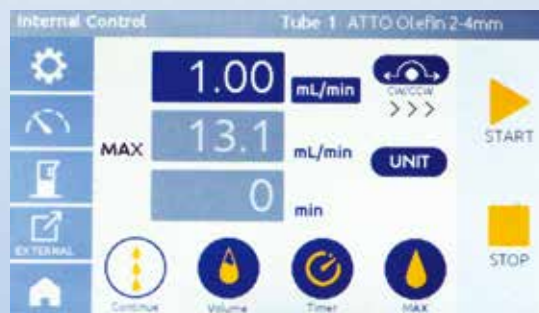 Internal Control
Tube 1 ATTO Olefin 2-4mm
1.00 mL/min
CW/CCW
>>>
MAX 13.1 mL/min
UNIT
0 min
START
STOP
EXTERNAL
Continue
Volume
Timer
MAX